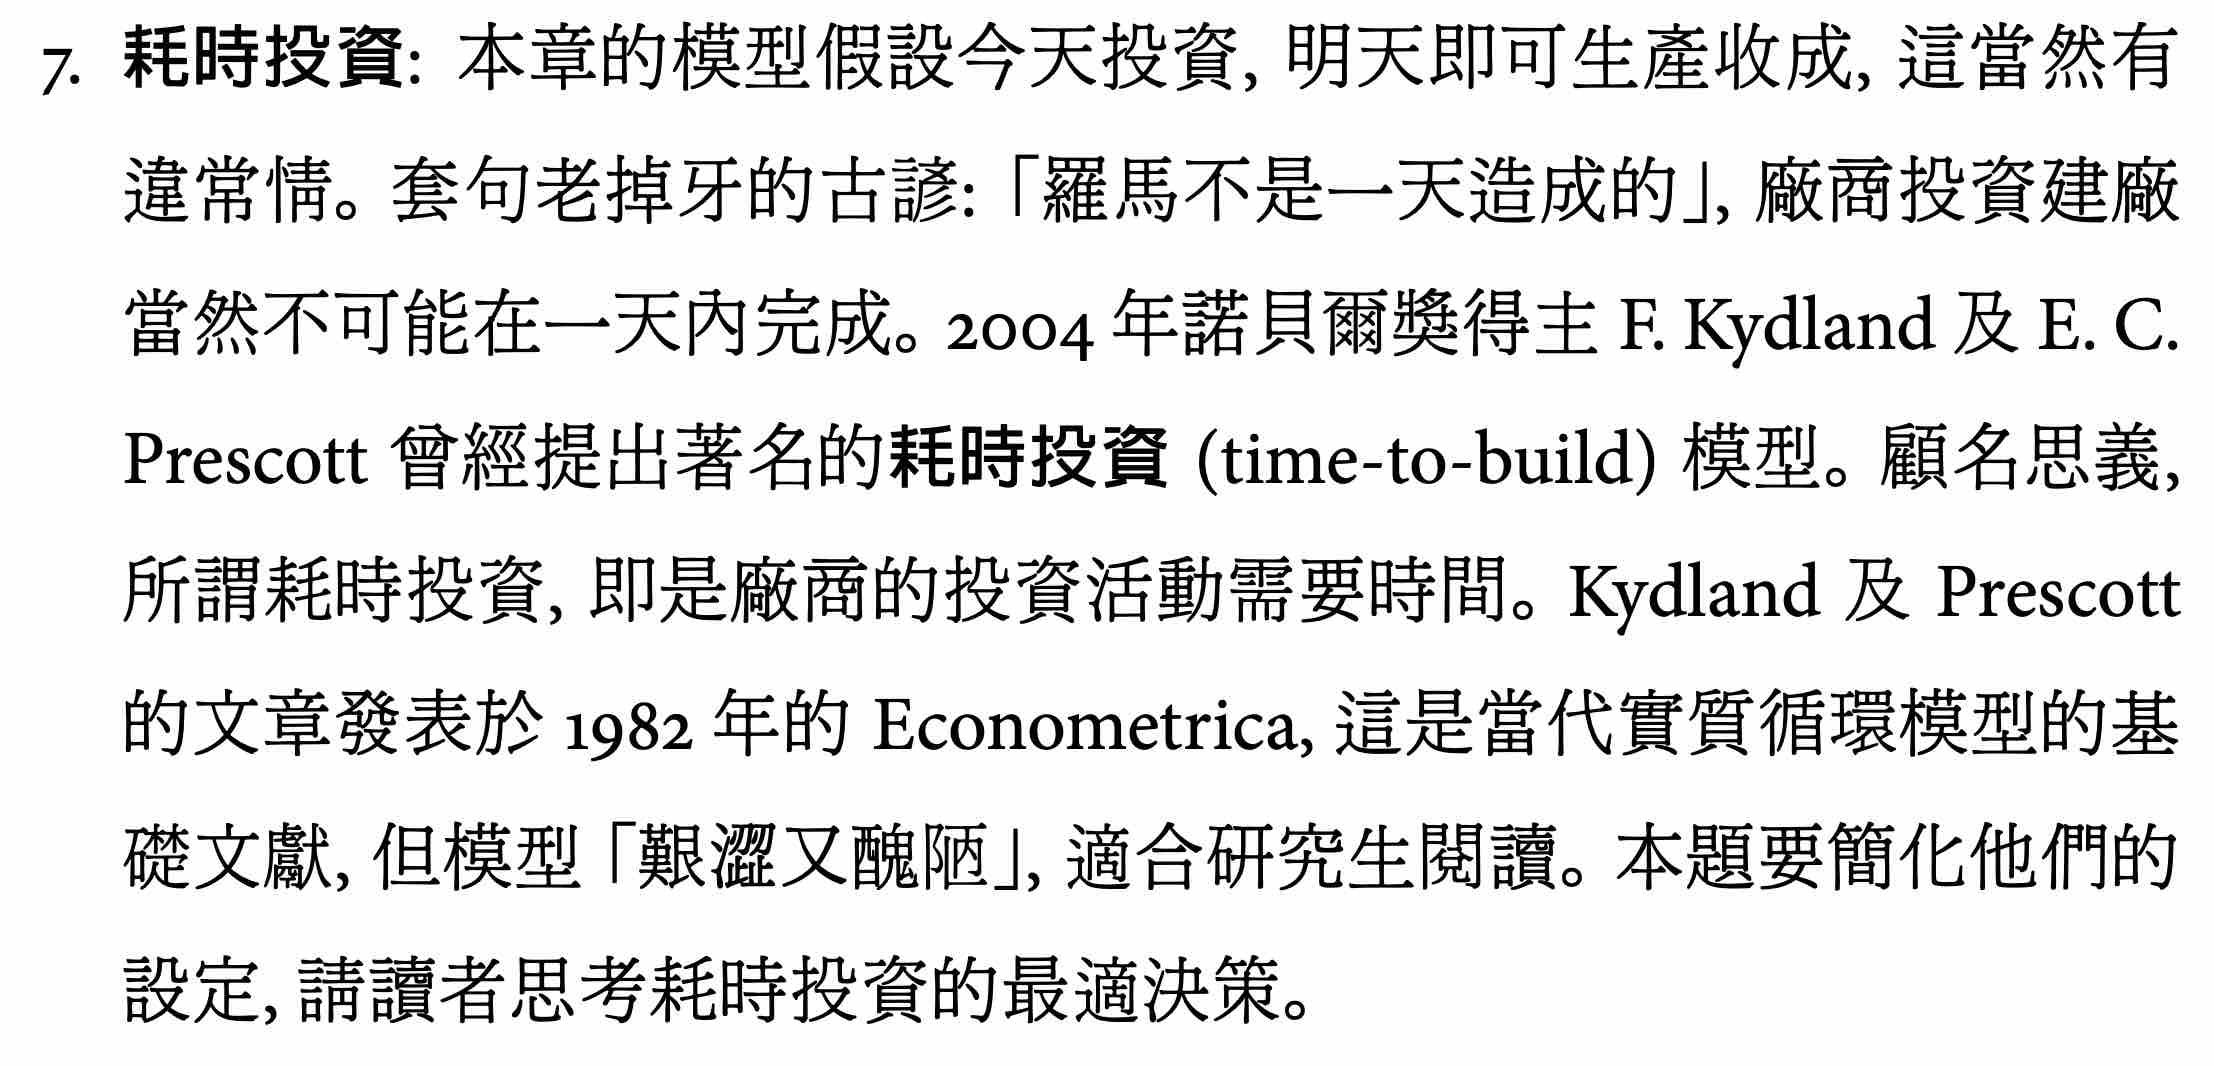 7. 耗時投資: 本章的模型假設今天投資, 明天即可生產收成, 這當然有
違常情。套句老掉牙的古諺:「羅馬不是一天造成的」, 廠商投資建廠
當然不可能在一天內完成。2004 年諾貝爾獎得主 F. Kydland 及 E. C.
Prescott 曾經提出著名的耗時投資 (time-to-build) 模型。顧名思義,
所謂耗時投資, 即是廠商的投資活動需要時間。Kydland 及 Prescott
的文章發表於 1982 年的 Econometrica, 這是當代實質循環模型的基
礎文獻, 但模型「艱澀又醜陋」, 適合研究生閱讀。本題要簡化他們的
設定, 請讀者思考耗時投資的最適決策。